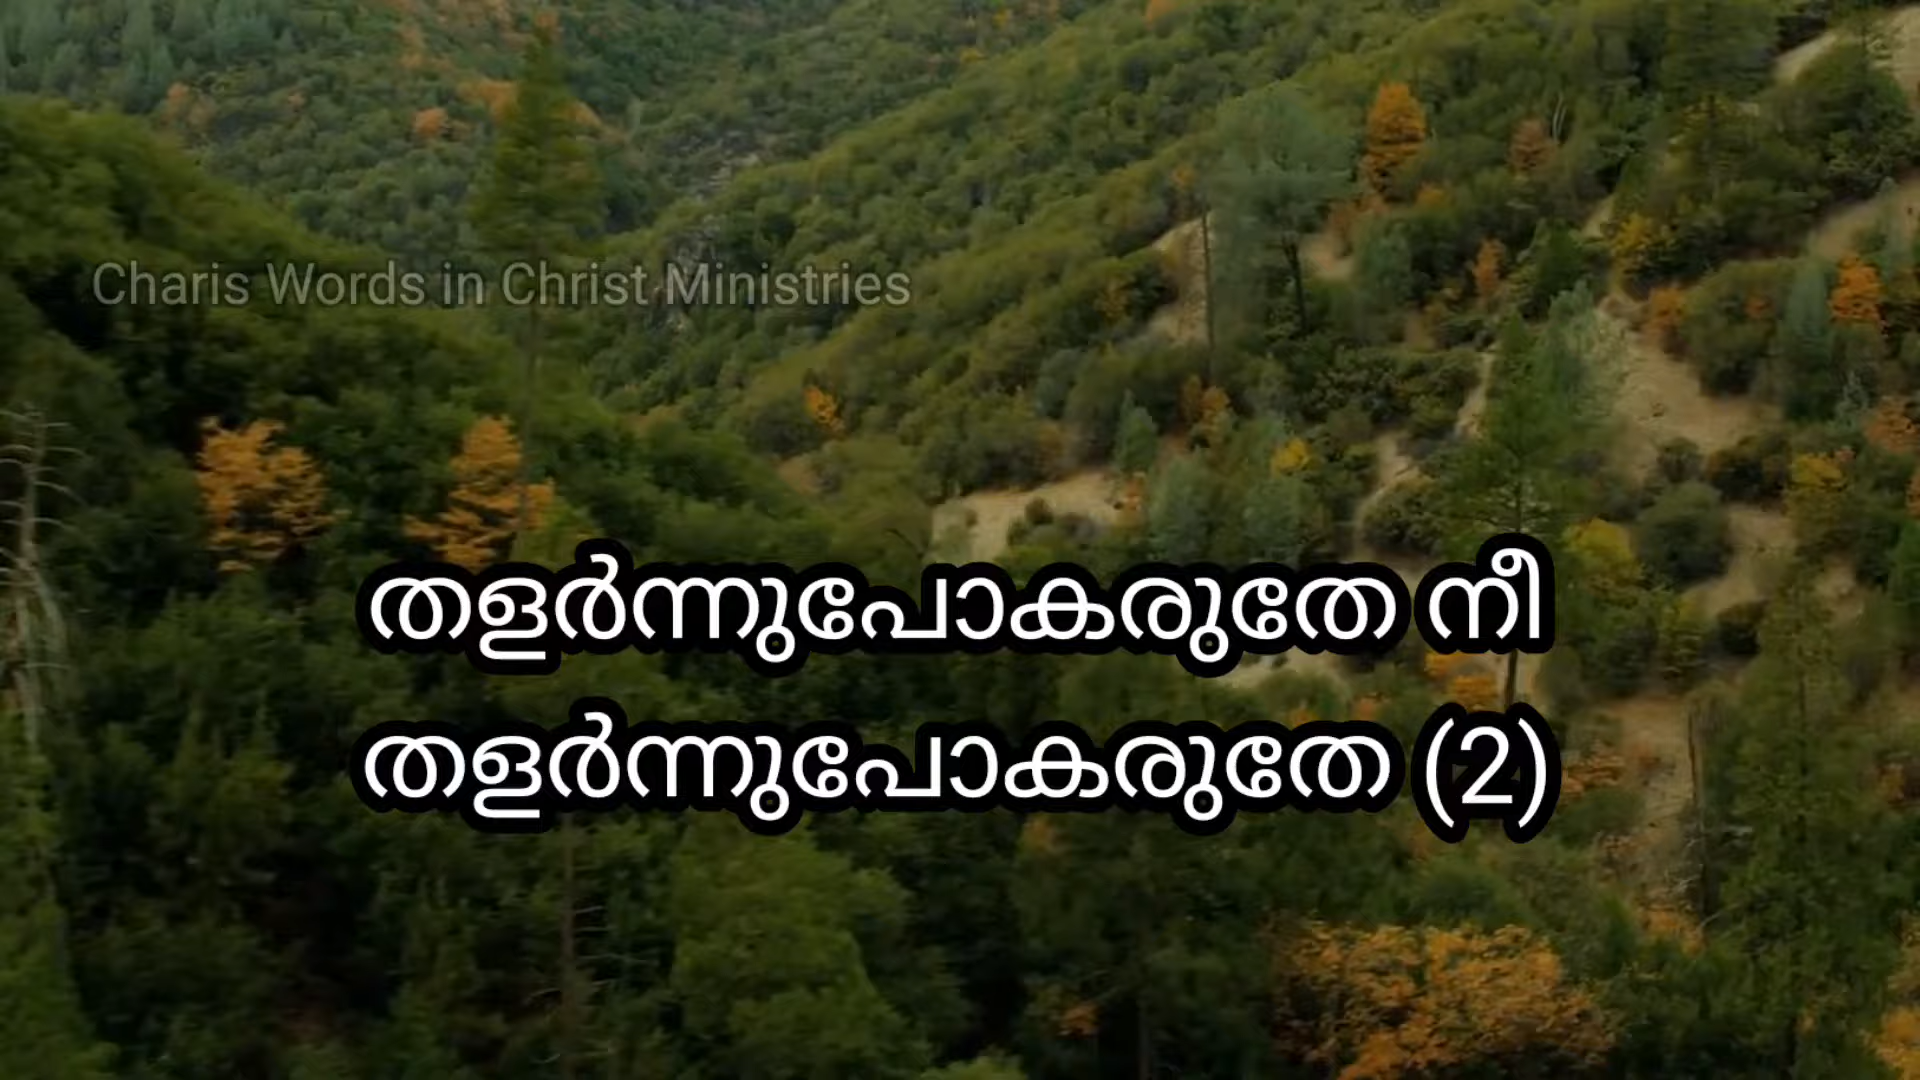 Charis Words in Christ Ministries
തളർന്നുപോകരുതേ നീ
തളർന്നുപോകരുതേ (2)